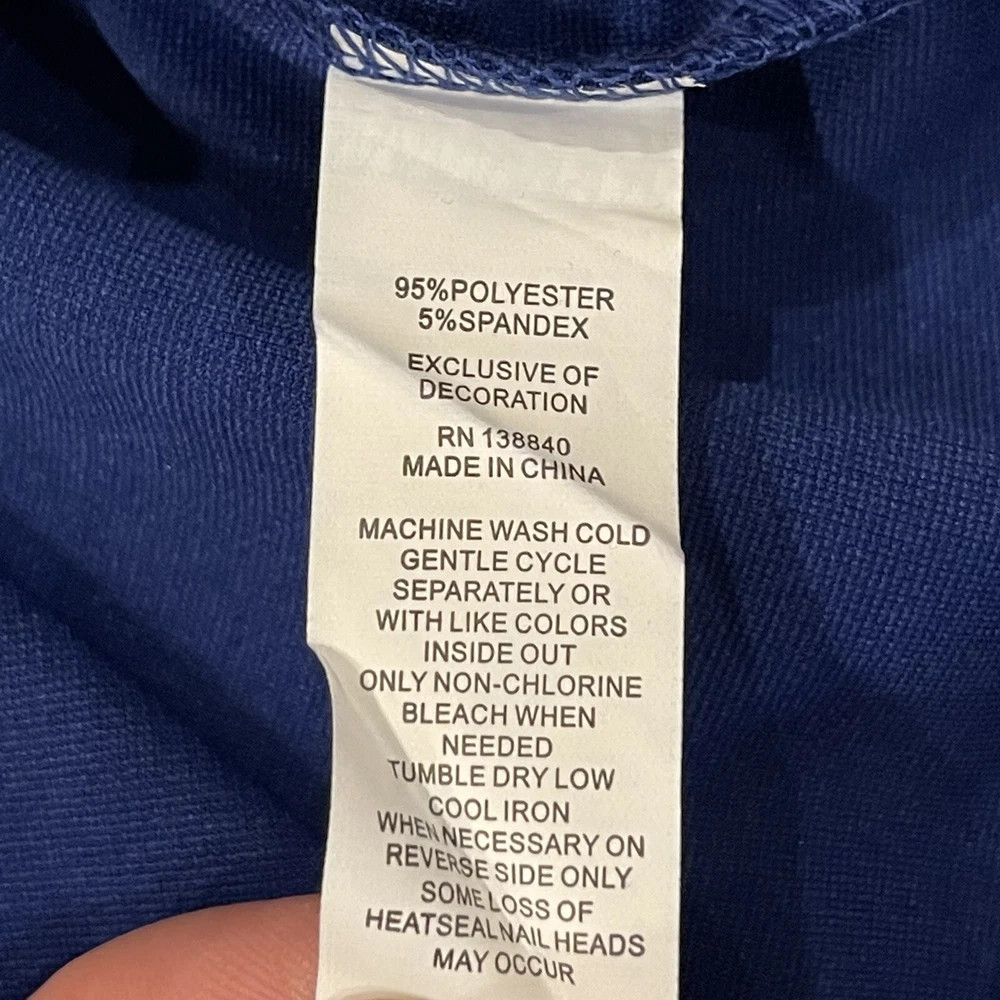 95%POLYESTER
5%SPANDEX
EXCLUSIVE OF
DECORATION
RN 138840
MADE IN CHINA
MACHINE WASH COLD
GENTLE CYCLE
SEPARATELY OR
WITH LIKE COLORS
INSIDE OUT
ONLY NON-CHLORINE
BLEACH WHEN
NEEDED
TUMBLE DRY LOW
COOL IRON
WHEN NECESSARY ON
REVERSE SIDE ONLY
SOME LOSS OF
HEATSEAL NAIL HEADS
MAY OCCUR